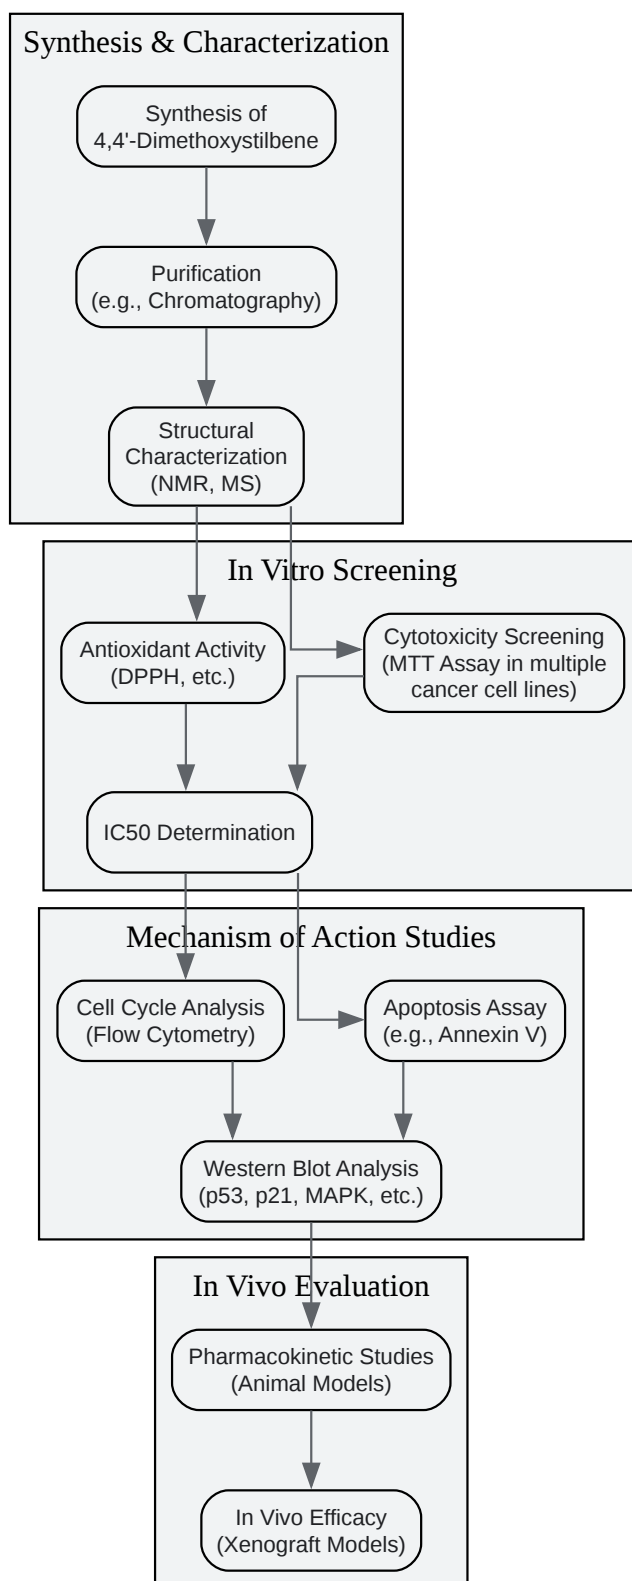 Synthesis & Characterization
Synthesis of
4,4'-Dimethoxystilbene
Purification
(e.g., Chromatography)
Structural
Characterization
(NMR, MS)
In Vitro Screening
Antioxidant Activity
(DPPH, etc.)
Cytotoxicity Screening
(MTT Assay in multiple
cancer cell lines)
IC50 Determination
Mechanism of Action Studies
Cell Cycle Analysis
(Flow Cytometry)
Apoptosis Assay
(e.g., Annexin V)
Western Blot Analysis
(p53, p21, MAPK, etc.)
In Vivo Evaluation
Pharmacokinetic Studies
(Animal Models)
In Vivo Efficacy
(Xenograft Models)